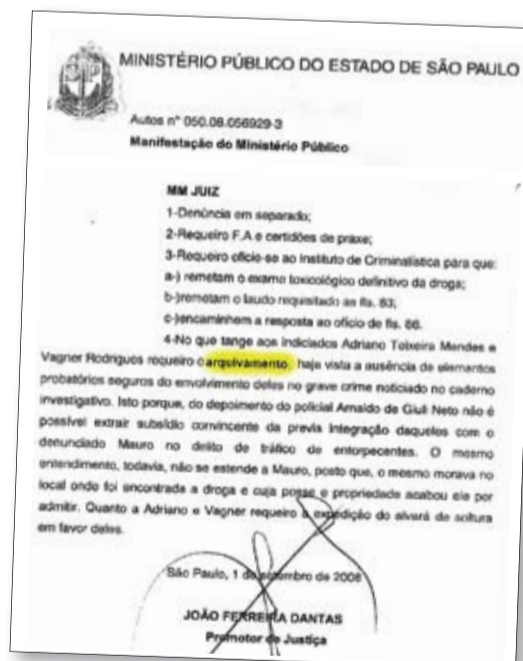 MINISTÉRIO PÚBLICO DO ESTADO DE SÃO PAULO
Autos nº 050.08.056929-3
Manifestação do Ministério Público
MM JUIZ
1-Denúncia em separado;
2-Requeiro F.A e certidões de praxe;
3-Requeiro oficie-se ao Instituto de Criminalística para que:
a-) remetam o exame toxicológico definitivo da droga;
b-)remetam o laudo requisitado as fls. 83;
c-)encaminhem a resposta ao ofício de fls. 86.
4-No que tange aos indiciados Adriano Teixeira Mendes e
Vagner Rodrigues requeiro o arquivamento, haja vista a ausência de elementos
probatórios seguros do envolvimento deles no grave crime noticiado no caderno
investigativo. Isto porque, do depoimento do policial Arnaldo de Giuli Neto não é
possível extrair subsídio convincente da previa integração daqueles com o
denunciado Mauro no delito de tráfico de entorpecentes. O mesmo
entendimento, todavia, não se estende a Mauro, posto que, o mesmo morava no
local onde foi encontrada a droga e cuja posse e propriedade acabou ele por
admitir. Quanto a Adriano e Vagner requeiro a expedição do alvará de soltura
em favor deles.
São Paulo, 1 de setembro de 2008
JOÃO FERREIRA DANTAS
Promotor de Justiça